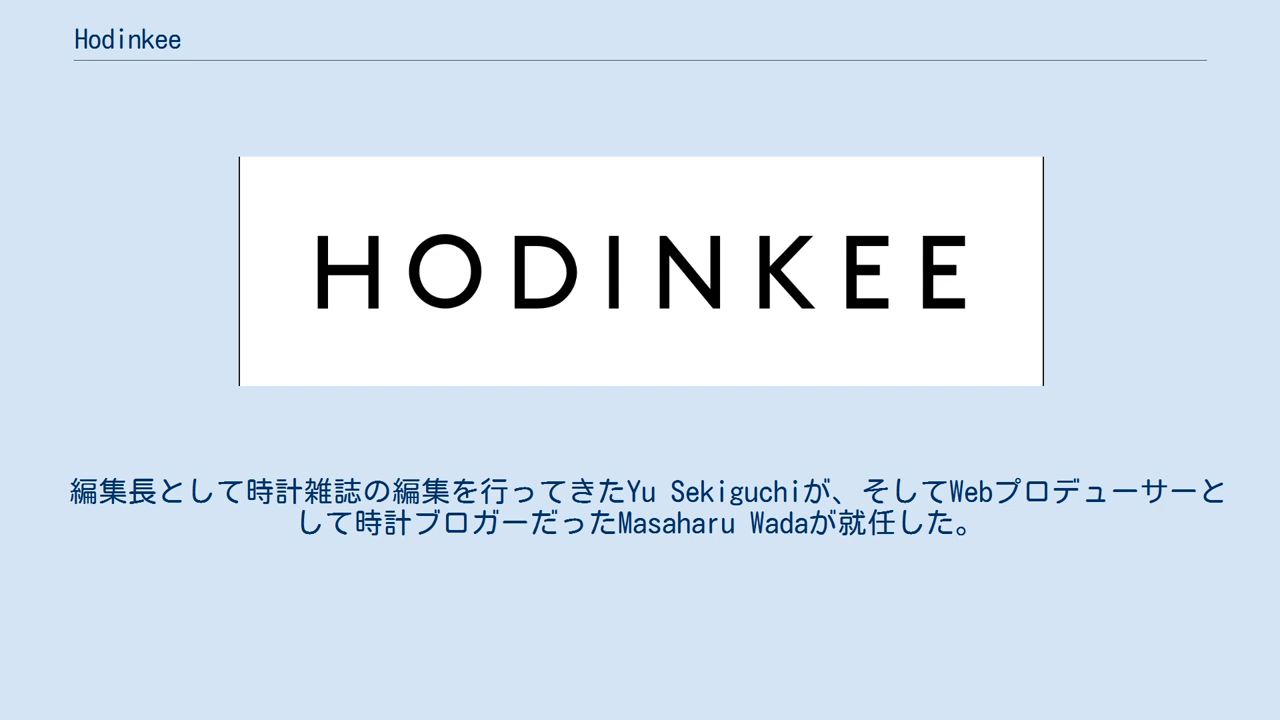 Hodinkee
HODINKEE
編集長として時計雑誌の編集を行ってきたYu Sekiguchiが、そしてWebプロデューサーと
して時計ブロガーだったMasaharu Wadaが就任した。